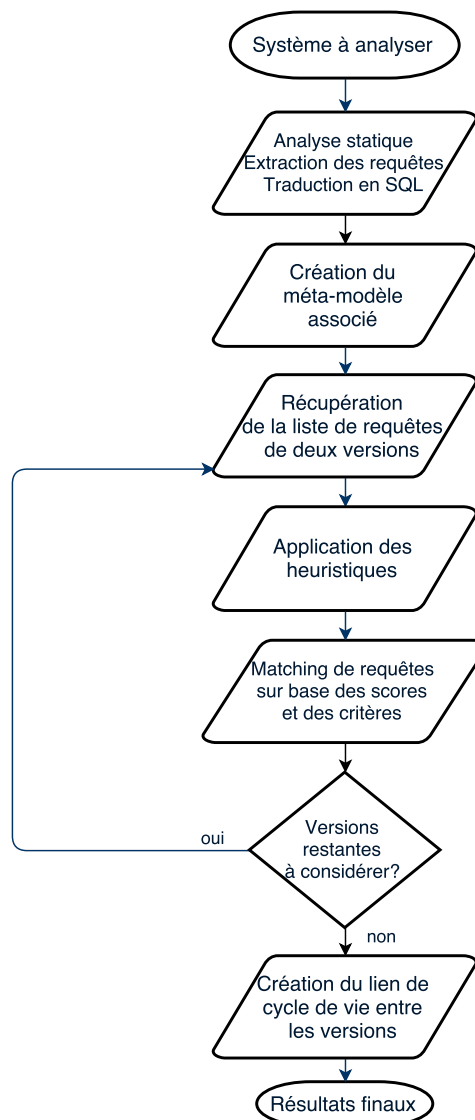 Système à analyser
Analyse statique
Extraction des requêtes
Traduction en SQL
Création du
méta-modèle
associé
Récupération
de la liste de requêtes
de deux versions
Application des
heuristiques
Matching de requêtes
sur base des scores
et des critères
Versions
restantes
à considérer?
oui
non
Création du lien de
cycle de vie entre
les versions
Résultats finaux